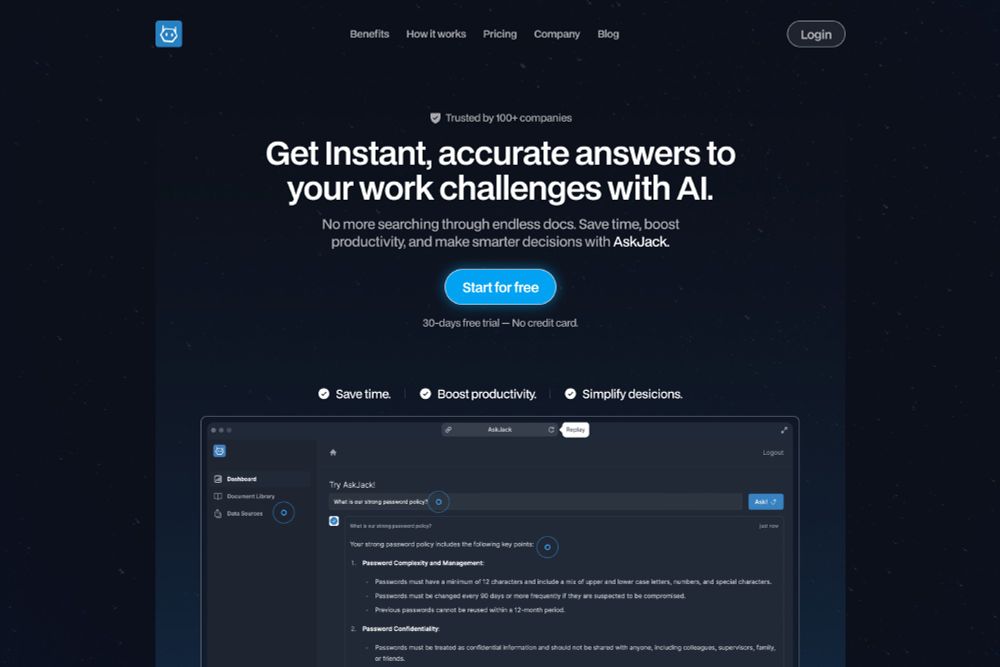 Benefits How it works Pricing Company Blog Login
Trusted by 100+ companies
Get Instant, accurate answers to
your work challenges with AI.
No more searching through endless docs. Save time, boost
productivity, and make smarter decisions with AskJack.
Start for free
30-days free trial — No credit card.
Save time. Boost productivity. Simplify desicions.
AskJack Replay
Logout
Dashboard
Document Library
Data Sources
Try AskJack!
What is our strong password policy? Ask!
What is our strong password policy? just now
Your strong password policy includes the following key points:
1. Password Complexity and Management:
- Passwords must have a minimum of 12 characters and include a mix of upper and lower case letters, numbers, and special characters.
- Passwords must be changed every 90 days or more frequently if they are suspected to be compromised.
- Previous passwords cannot be reused within a 12-month period.
2. Password Confidentiality:
- Passwords must be treated as confidential information and should not be shared with anyone, including colleagues, supervisors, family,
or friends.